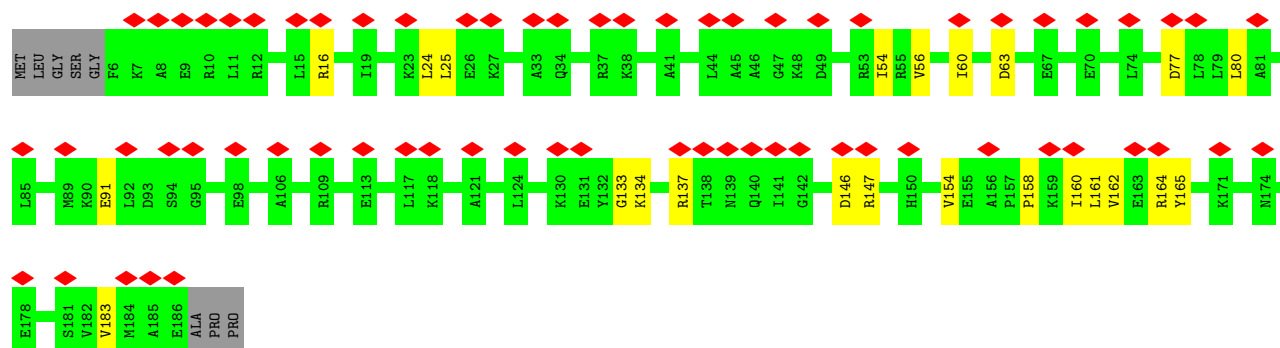 MET LEU GLY SER GLY F6 K7 A8 E9 R10 L11 R12 L15 R16 I19 K23 L24 L25 E26 K27 A33 Q34 R37 K38 A41 L44 A45 A46 G47 K48 D49 R53 I54 R55 V56 I60 D63 E67 E70 L74 D77 L78 L79 L80 A81
L85 M89 K90 E91 L92 D93 S94 G95 E98 A106 R109 E113 L117 K118 A121 L124 K130 E131 Y132 G133 K134 R137 T138 N139 Q140 I141 G142 D146 R147 H150 V154 E155 A156 P157 P158 K159 I160 L161 V162 E163 R164 Y165 K171 N174
E178 S181 V182 V183 M184 A185 E186 ALA PRO PRO